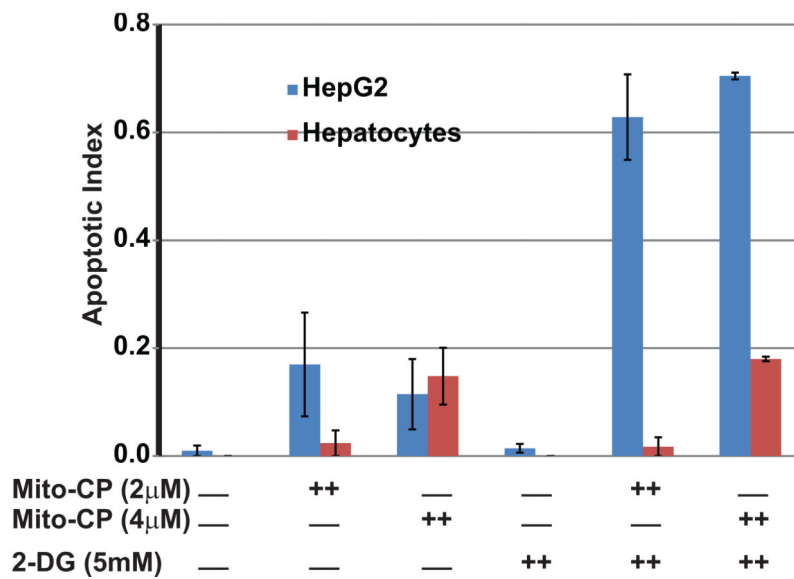 0.8
HepG2
Hepatocytes
0.6
Apoptotic Index
0.4
0.2
0.0
Mito-CP (2μM) — ++ — — ++ —
Mito-CP (4μM) — — ++ — — ++
2-DG (5mM) — — — ++ ++ ++